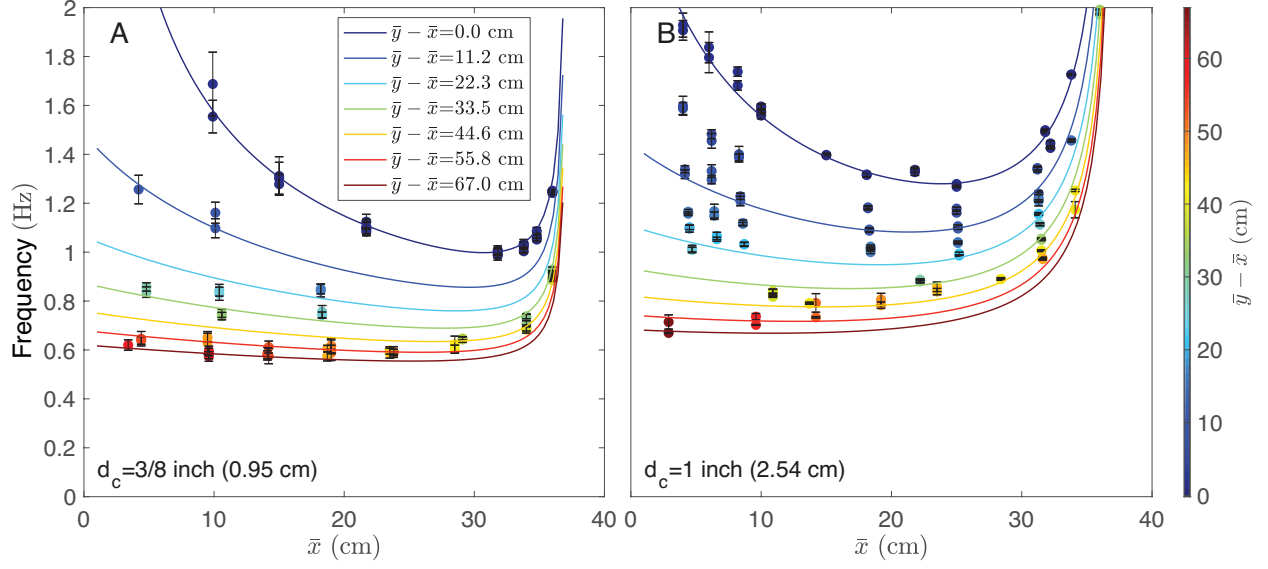 A
B
ȳ − x̄=0.0 cm
ȳ − x̄=11.2 cm
ȳ − x̄=22.3 cm
ȳ − x̄=33.5 cm
ȳ − x̄=44.6 cm
ȳ − x̄=55.8 cm
ȳ − x̄=67.0 cm
2
1.8
1.6
1.4
1.2
1
0.8
0.6
0.4
0.2
0
Frequency (Hz)
d_c=3/8 inch (0.95 cm)
d_c=1 inch (2.54 cm)
0 10 20 30 40
x̄ (cm)
0 10 20 30 40
x̄ (cm)
60
50
40
30
20
10
0
ȳ − x̄ (cm)